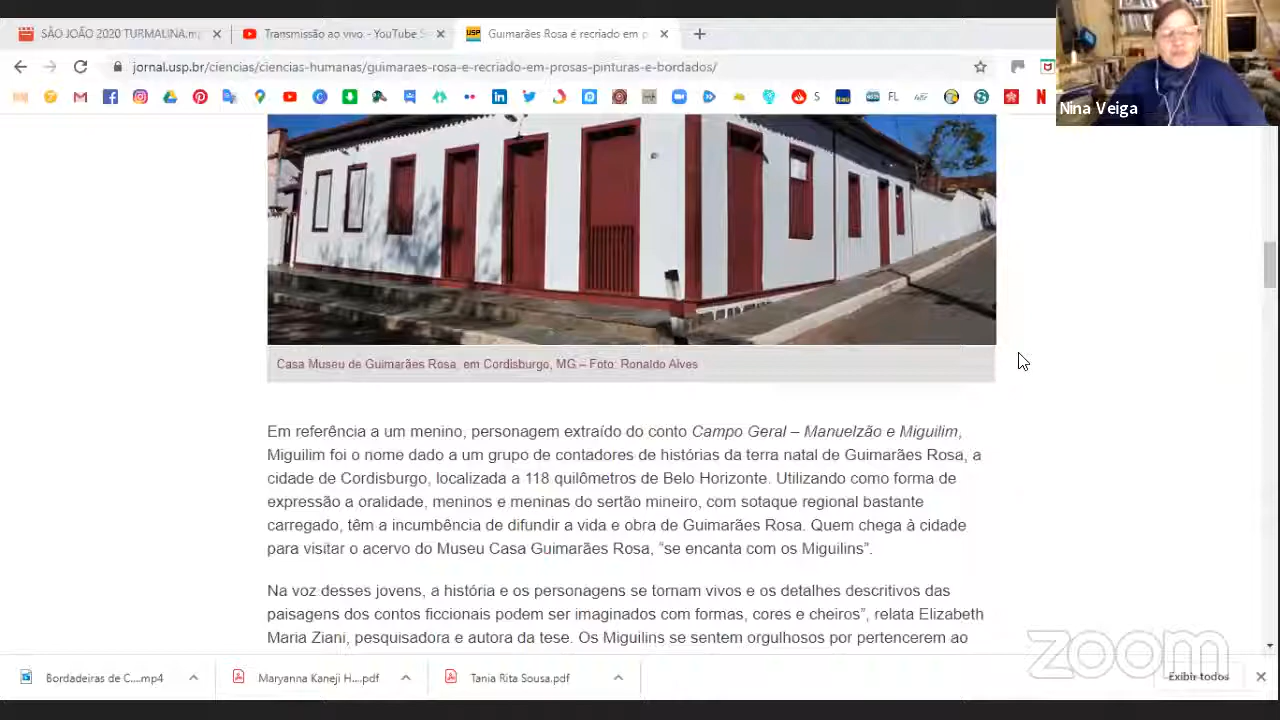 SÃO JOÃO 2020 TURMALINA.m
Transmissão ao vivo - YouTube S
Guimarães Rosa é recriado em p
jornal.usp.br/ciencias/ciencias-humanas/guimaraes-rosa-e-recriado-em-prosas-pinturas-e-bordados/
S
itaú
FL
Nina Veiga
Casa Museu de Guimarães Rosa, em Cordisburgo, MG – Foto: Ronaldo Alves
Em referência a um menino, personagem extraído do conto Campo Geral – Manuelzão e Miguilim,
Miguilim foi o nome dado a um grupo de contadores de histórias da terra natal de Guimarães Rosa, a
cidade de Cordisburgo, localizada a 118 quilômetros de Belo Horizonte. Utilizando como forma de
expressão a oralidade, meninos e meninas do sertão mineiro, com sotaque regional bastante
carregado, têm a incumbência de difundir a vida e obra de Guimarães Rosa. Quem chega à cidade
para visitar o acervo do Museu Casa Guimarães Rosa, “se encanta com os Miguilins”.
Na voz desses jovens, a história e os personagens se tornam vivos e os detalhes descritivos das
paisagens dos contos ficcionais podem ser imaginados com formas, cores e cheiros”, relata Elizabeth
Maria Ziani, pesquisadora e autora da tese. Os Miguilins se sentem orgulhosos por pertencerem ao
zoom
Bordadeiras de C....mp4
Maryanna Kaneji H....pdf
Tania Rita Sousa.pdf
Exibir todos